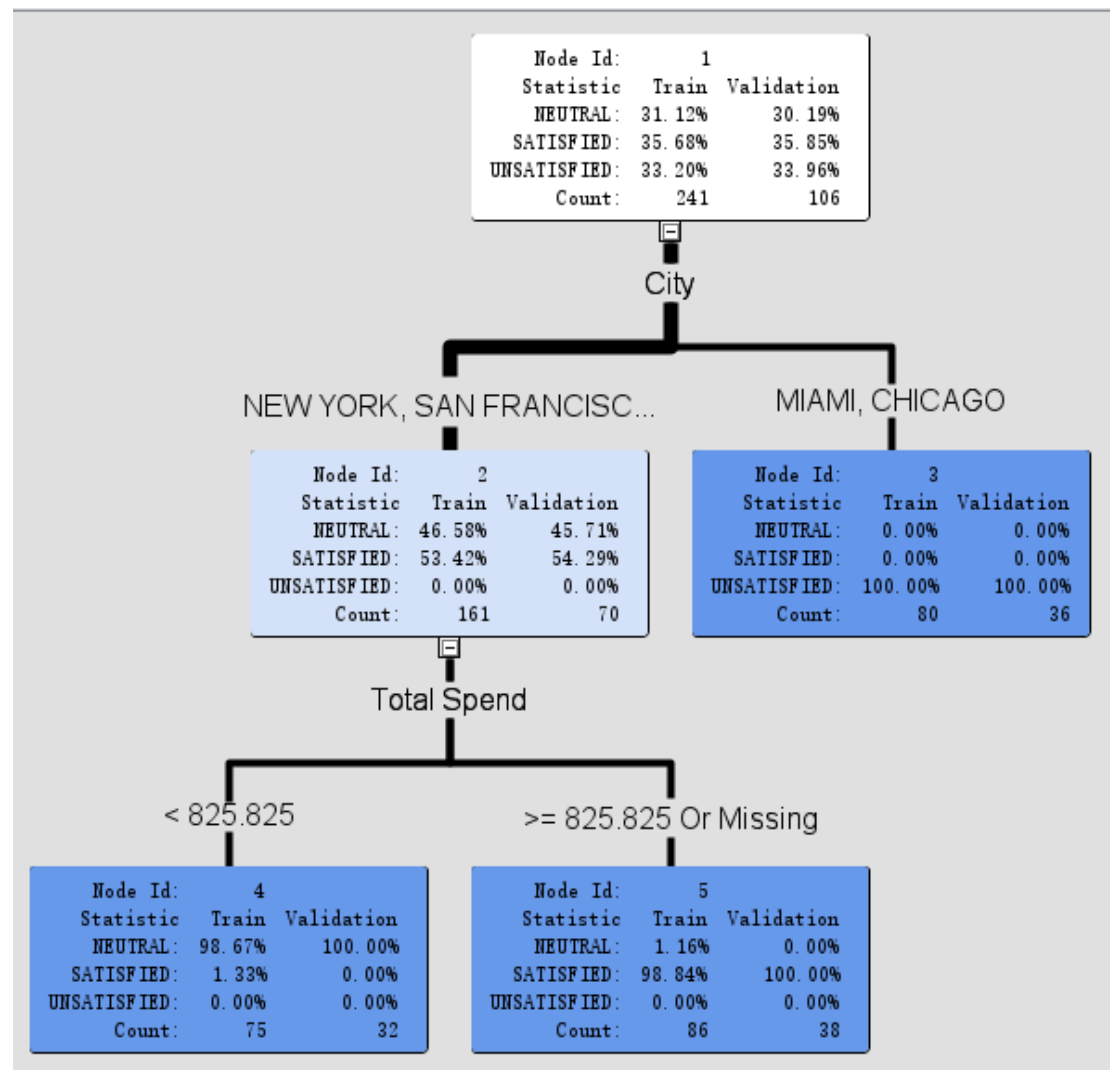 Node Id: 1
Statistic Train Validation
NEUTRAL: 31.12% 30.19%
SATISFIED: 35.68% 35.85%
UNSATISFIED: 33.20% 33.96%
Count: 241 106
City
NEW YORK, SAN FRANCISC...
MIAMI, CHICAGO
Node Id: 2
Statistic Train Validation
NEUTRAL: 46.58% 45.71%
SATISFIED: 53.42% 54.29%
UNSATISFIED: 0.00% 0.00%
Count: 161 70
Node Id: 3
Statistic Train Validation
NEUTRAL: 0.00% 0.00%
SATISFIED: 0.00% 0.00%
UNSATISFIED: 100.00% 100.00%
Count: 80 36
Total Spend
< 825.825
>= 825.825 Or Missing
Node Id: 4
Statistic Train Validation
NEUTRAL: 98.67% 100.00%
SATISFIED: 1.33% 0.00%
UNSATISFIED: 0.00% 0.00%
Count: 75 32
Node Id: 5
Statistic Train Validation
NEUTRAL: 1.16% 0.00%
SATISFIED: 98.84% 100.00%
UNSATISFIED: 0.00% 0.00%
Count: 86 38